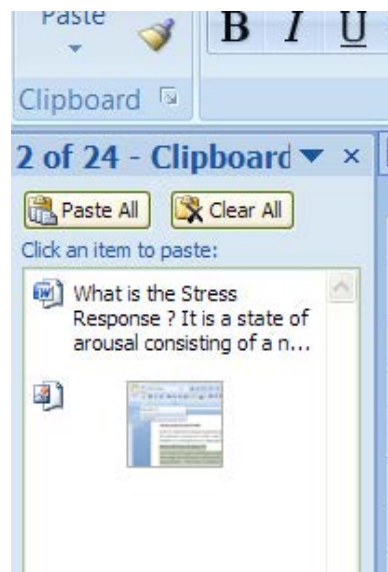 Paste
B I U
Clipboard
2 of 24 - Clipboard
Paste All Clear All
Click an item to paste:
What is the Stress
Response ? It is a state of
arousal consisting of a n...